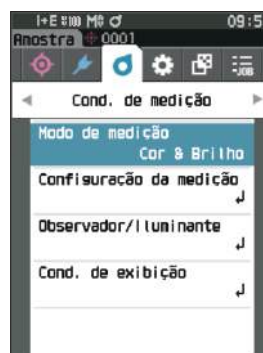 I+E M 09:5
Amostra 0001
JOB
Cond. de medição
Modo de medição
Cor & Brilho
Configuração da medição
Observador/Iluminante
Cond. de exibição